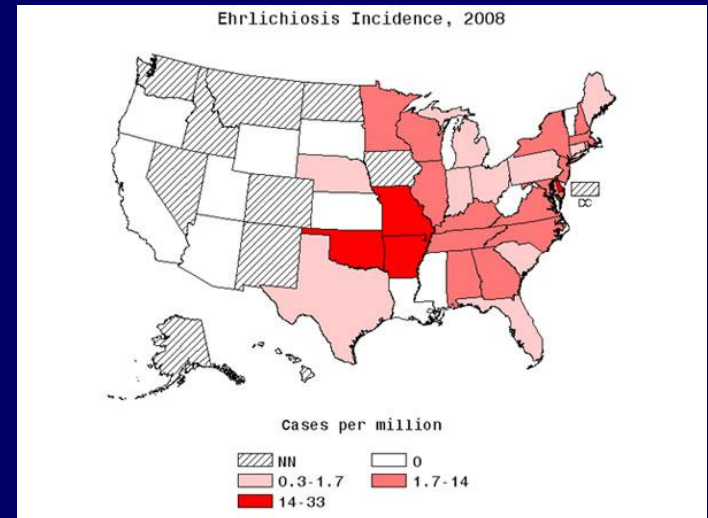 Ehrlichiosis Incidence, 2008
DC
Cases per million
NN 0
0.3-1.7 1.7-14
14-33